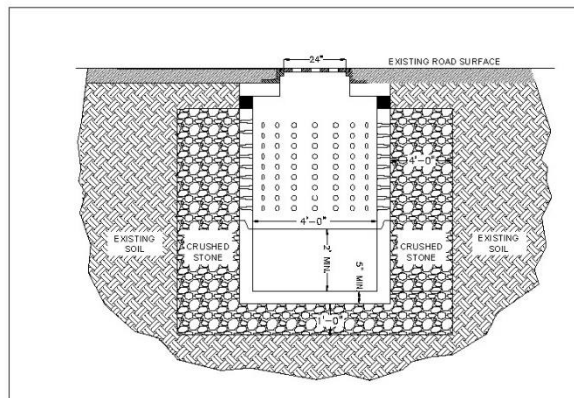 24"
EXISTING ROAD SURFACE
4'-0"
4'-0"
EXISTING
SOIL
CRUSHED
STONE
2' MIN.
5" MIN.
CRUSHED
STONE
EXISTING
SOIL
1'-0"